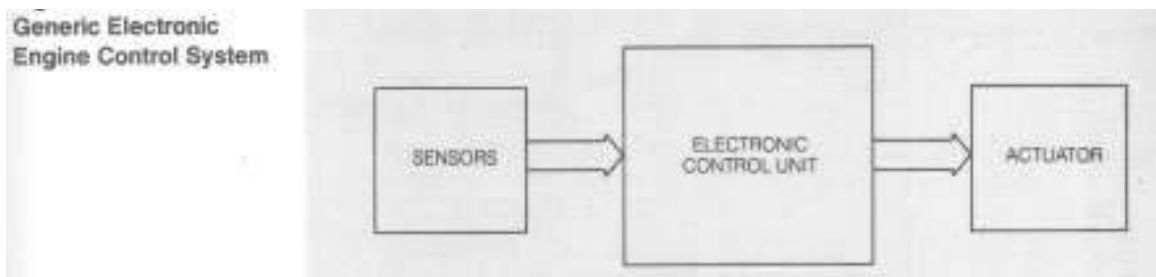 Generic Electronic
Engine Control System
SENSORS
ELECTRONIC
CONTROL UNIT
ACTUATOR